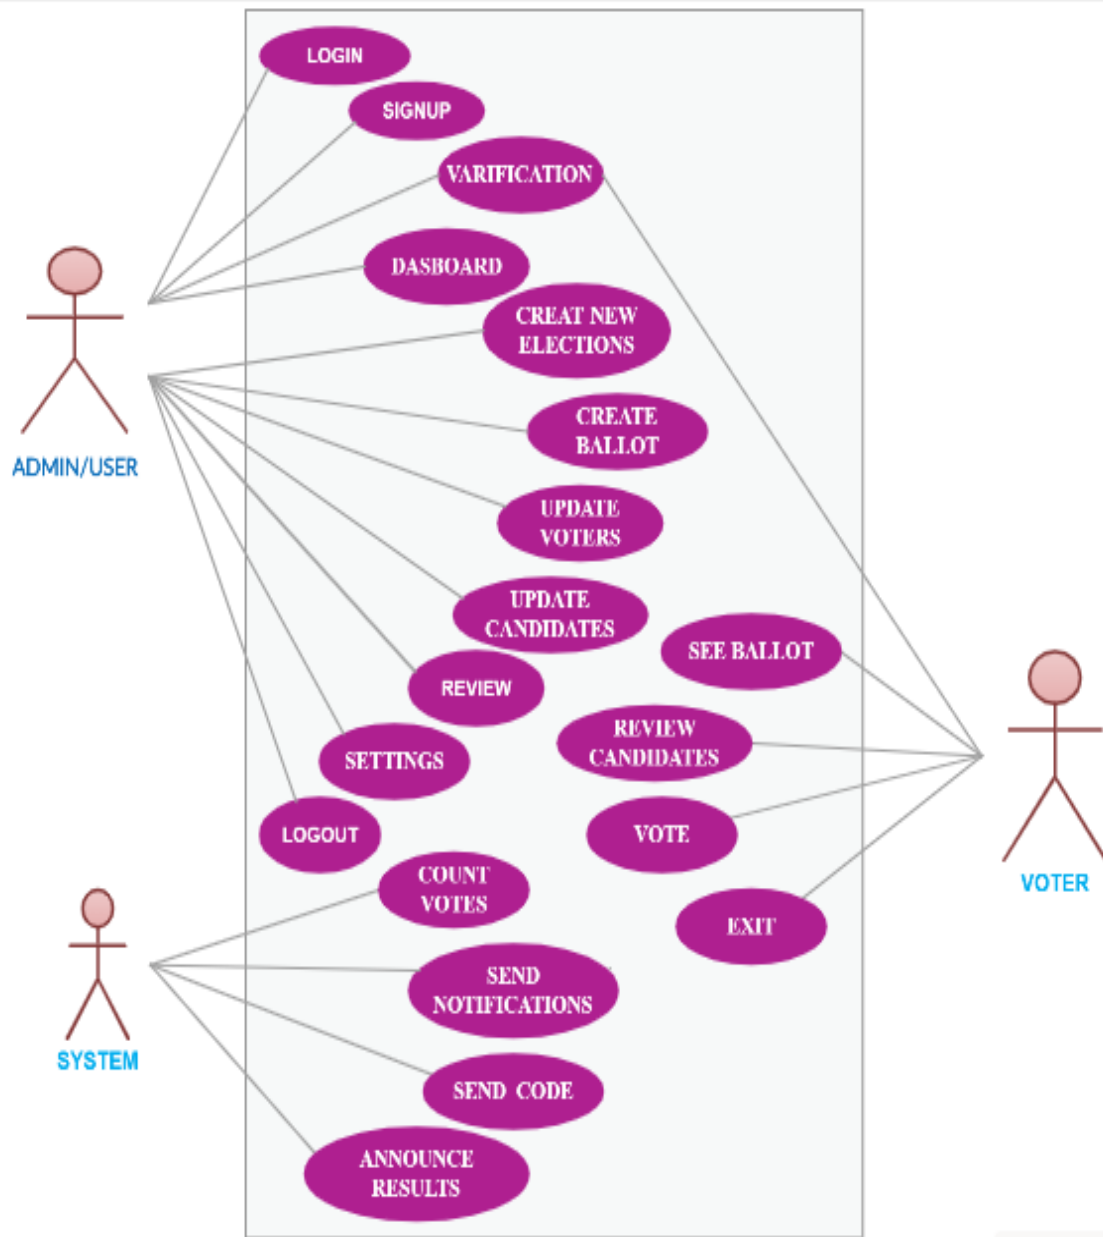 LOGIN
SIGNUP
VARIFICATION
DASBOARD
CREAT NEW
ELECTIONS
CREATE
BALLOT
ADMIN/USER
UPDATE
VOTERS
UPDATE
CANDIDATES
SEE BALLOT
REVIEW
REVIEW
CANDIDATES
SETTINGS
LOGOUT
VOTE
COUNT
VOTES
VOTER
EXIT
SEND
NOTIFICATIONS
SYSTEM
SEND CODE
ANNOUNCE
RESULTS